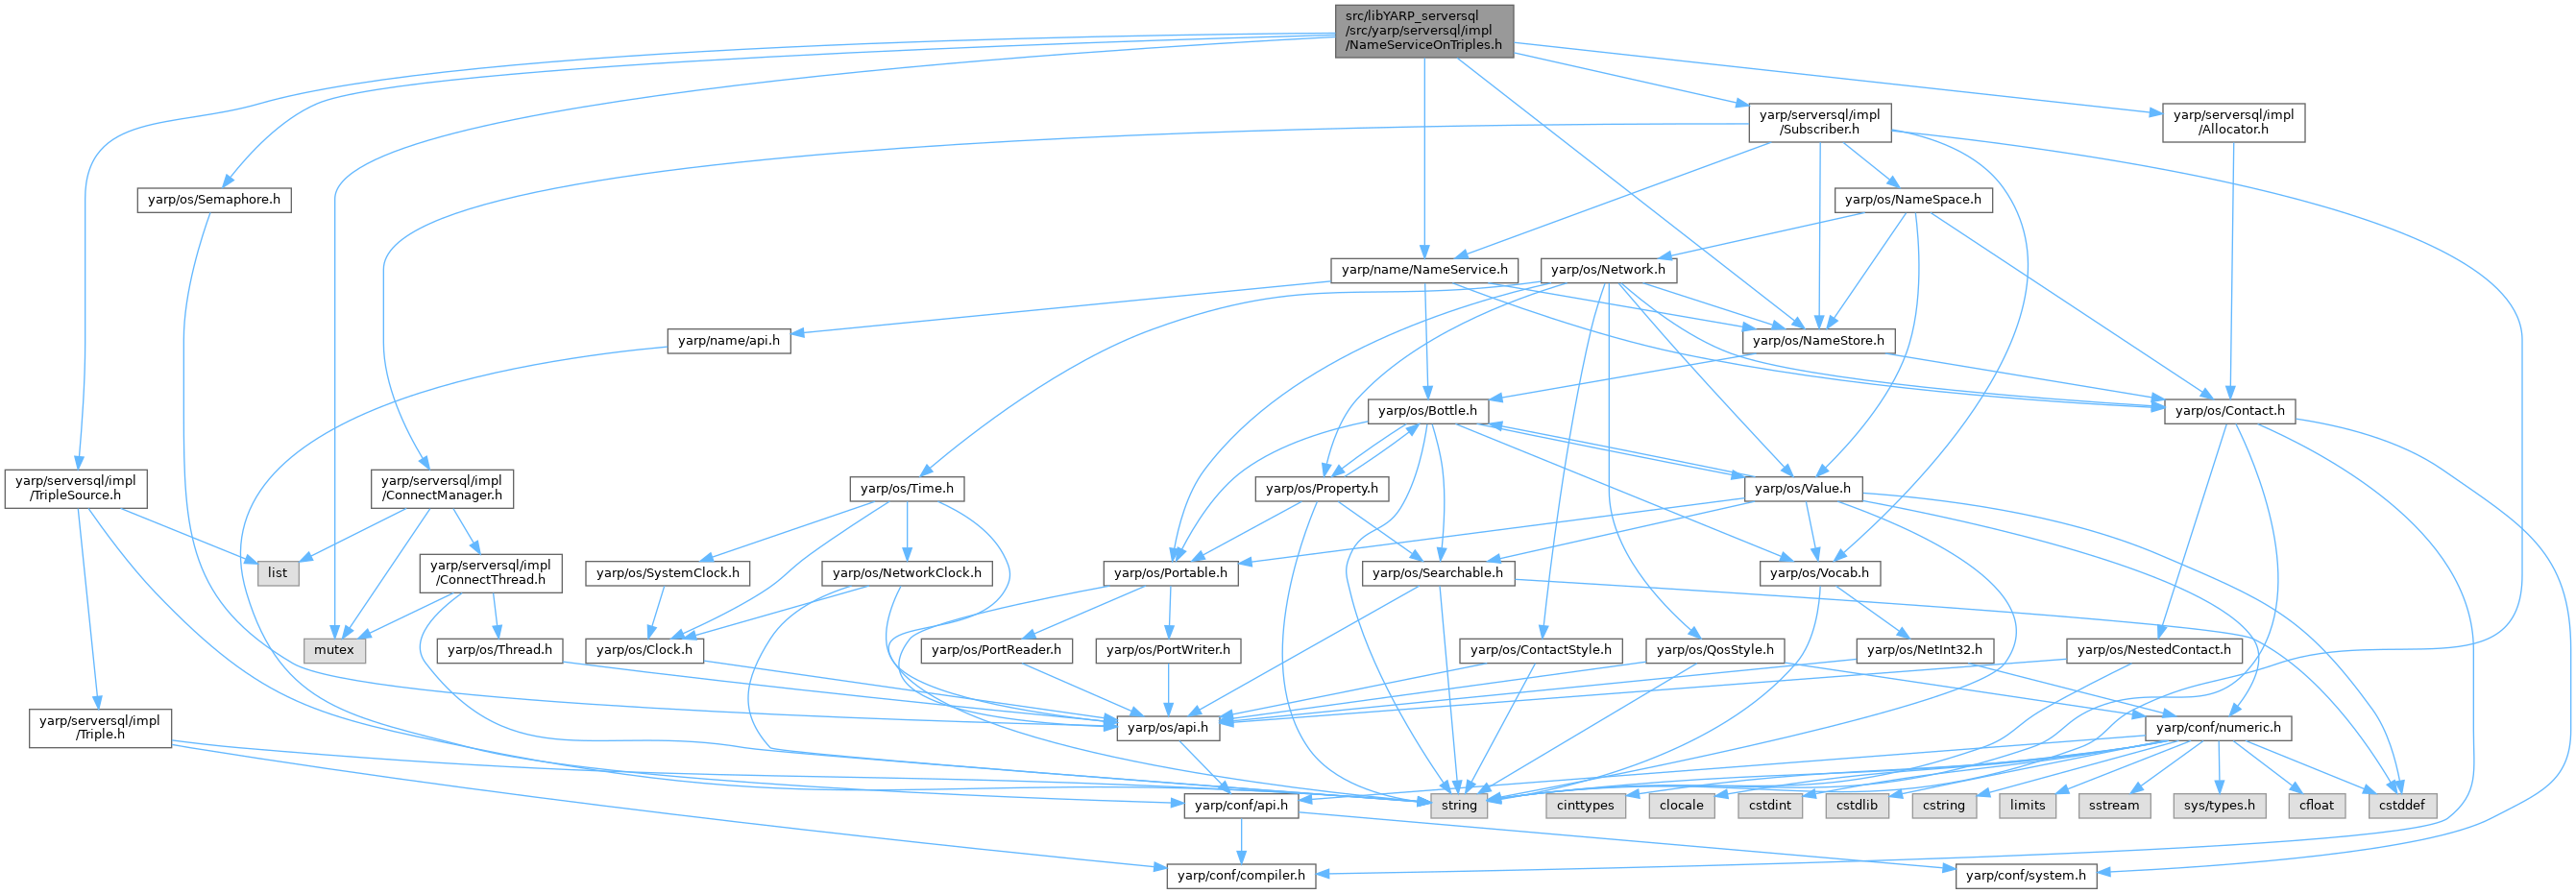 src/libYARP_serversql
/src/yarp/serversql/impl
/NameServiceOnTriples.h
yarp/serversql/impl
/Subscriber.h
yarp/serversql/impl
/Allocator.h
yarp/os/Semaphore.h
yarp/os/NameSpace.h
yarp/name/NameService.h
yarp/os/Network.h
yarp/name/api.h
yarp/os/NameStore.h
yarp/os/Bottle.h
yarp/os/Contact.h
yarp/serversql/impl
/TripleSource.h
yarp/serversql/impl
/ConnectManager.h
yarp/os/Time.h
yarp/os/Property.h
yarp/os/Value.h
list
yarp/serversql/impl
/ConnectThread.h
yarp/os/SystemClock.h
yarp/os/NetworkClock.h
yarp/os/Portable.h
yarp/os/Searchable.h
yarp/os/Vocab.h
mutex
yarp/os/Thread.h
yarp/os/Clock.h
yarp/os/PortReader.h
yarp/os/PortWriter.h
yarp/os/ContactStyle.h
yarp/os/QosStyle.h
yarp/os/NetInt32.h
yarp/os/NestedContact.h
yarp/serversql/impl
/Triple.h
yarp/os/api.h
yarp/conf/numeric.h
yarp/conf/api.h
string
cinttypes
clocale
cstdint
cstdlib
cstring
limits
sstream
sys/types.h
cfloat
cstddef
yarp/conf/compiler.h
yarp/conf/system.h